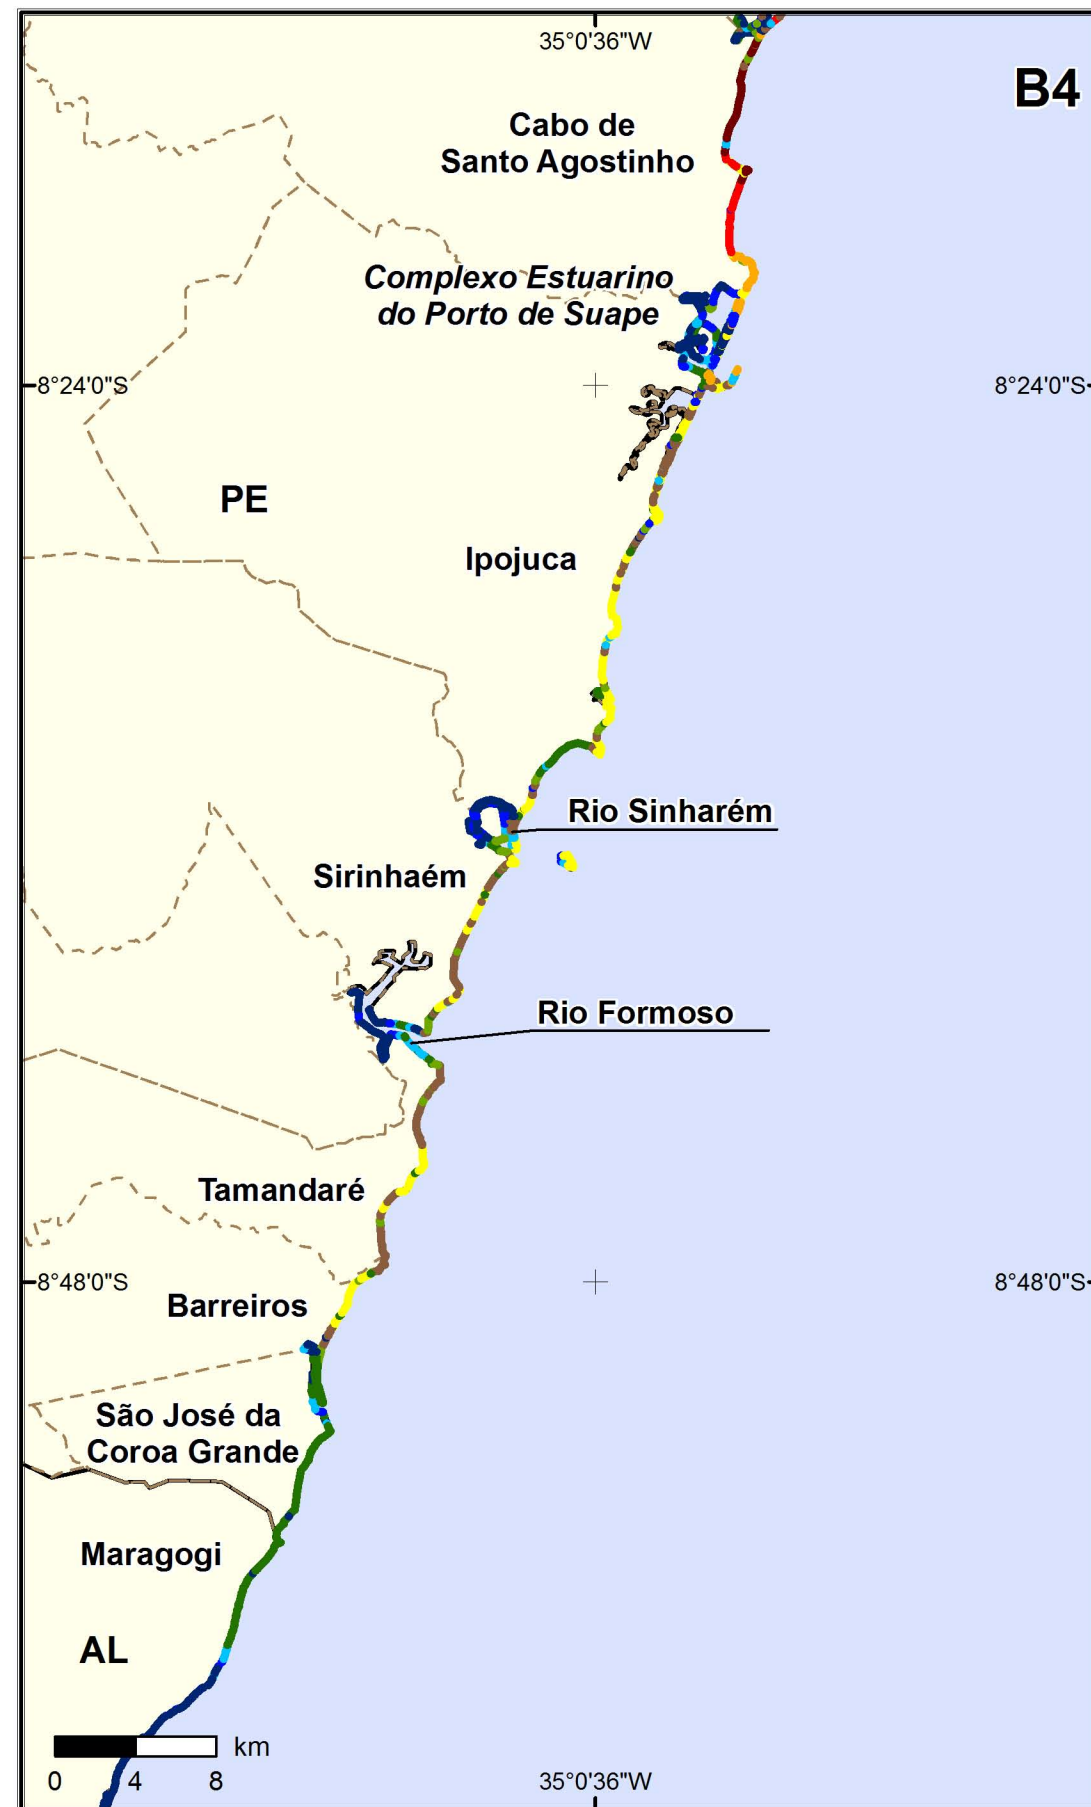 35°0'36"W
B4
Cabo de
Santo Agostinho
Complexo Estuarino
do Porto de Suape
8°24'0"S
8°24'0"S
PE
Ipojuca
Rio Sinharém
Sirinhaém
Rio Formoso
Tamandaré
8°48'0"S
8°48'0"S
Barreiros
São José da
Coroa Grande
Maragogi
AL
km
0 4 8
35°0'36"W